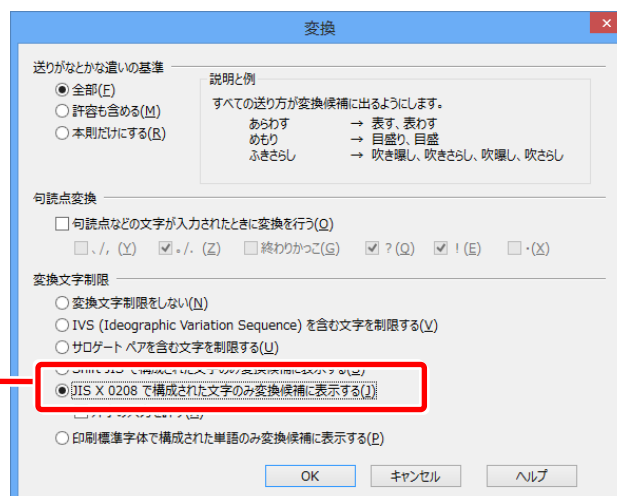 変換
送りがなとかな遣いの基準
全部(F)
許容も含める(M)
本則だけにする(R)
説明と例
すべての送り方が変換候補に出るようにします。
あらわす → 表す、表わす
めもり → 目盛り、目盛
ふきさらし → 吹き曝し、吹きさらし、吹曝し、吹さらし
句読点変換
句読点などの文字が入力されたときに変換を行う(O)
、/, (Y) 。/. (Z) 終わりかっこ(G) ? (Q) ! (E) ・(X)
変換文字制限
変換文字制限をしない(N)
IVS (Ideographic Variation Sequence) を含む文字を制限する(V)
サロゲート ペアを含む文字を制限する(U)
JIS X 0208 で構成された文字のみ変換候補に表示する(J)
印刷標準字体で構成された単語のみ変換候補に表示する(P)
OK キャンセル ヘルプ